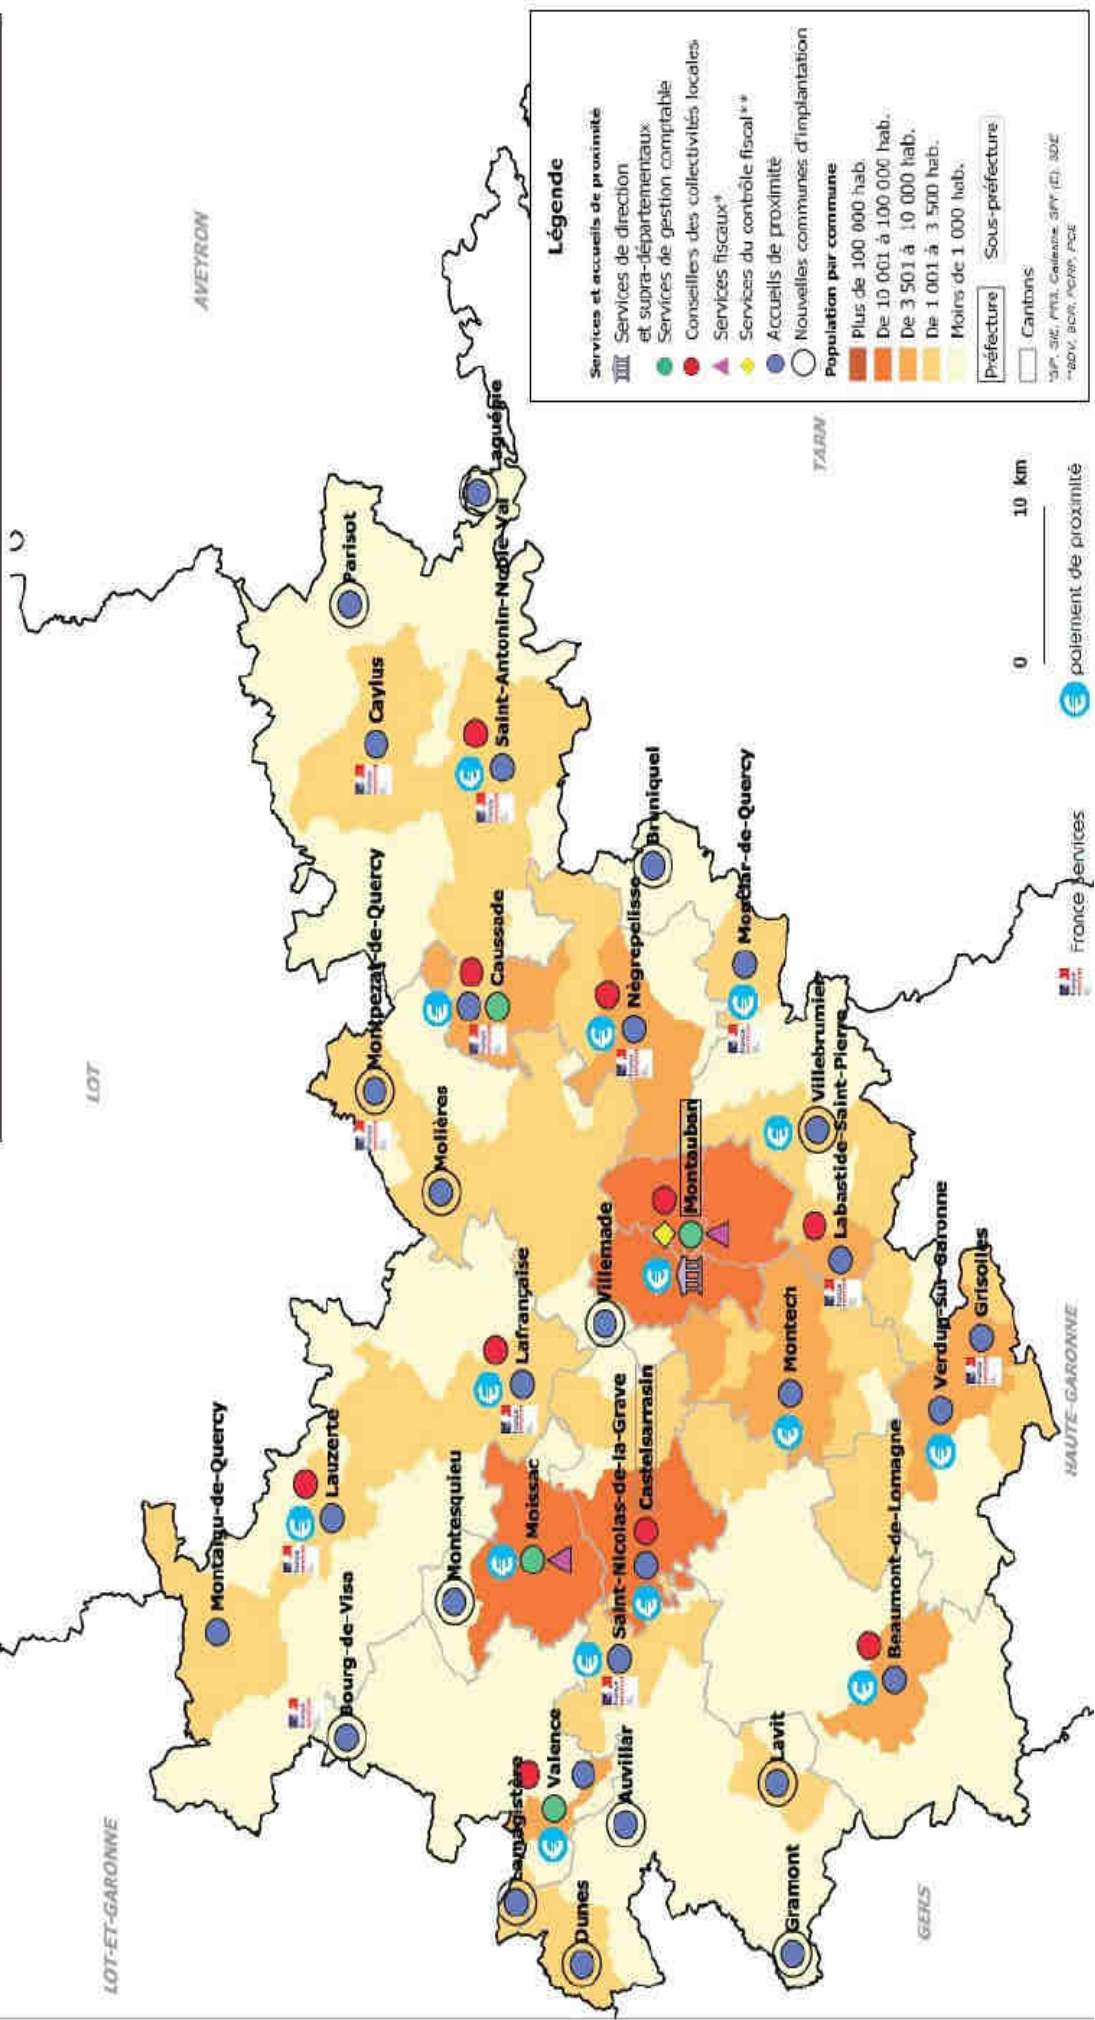 LOT-ET-GARONNE
LOT
AVEYRON
Montaigu-de-Quercy
Lauzerte
Bourg-de-Visa
Montpezat-de-Quercy
Caylus
Parisot
Molières
Montesquieu
Lafrançaise
Caussade
Saint-Antonin-Noble-Val
Laguépie
Lamagistère
Valence
Moissac
Dunes
Auvillar
Saint-Nicolas-de-la-Grave
Castelsarrasin
Villemade
Montauban
Nègrepelisse
Bruniquel
Monclar-de-Quercy
Gramont
Lavit
Montech
Villebrumier
Labastide-Saint-Pierre
Beaumont-de-Lomagne
Verdun-sur-Garonne
Grisolles
GERS
HAUTE-GARONNE
TARN
Légende
Services et accueils de proximité
Services de direction
et supra-départementaux
Services de gestion comptable
Conseillers des collectivités locales
Services fiscaux*
Services du contrôle fiscal**
Accueils de proximité
Nouvelles communes d'implantation
Population par commune
Plus de 100 000 hab.
De 10 001 à 100 000 hab.
De 3 501 à 10 000 hab.
De 1 001 à 3 500 hab.
Moins de 1 000 hab.
Préfecture Sous-préfecture
Cantons
0 10 km
France services
€ paiement de proximité